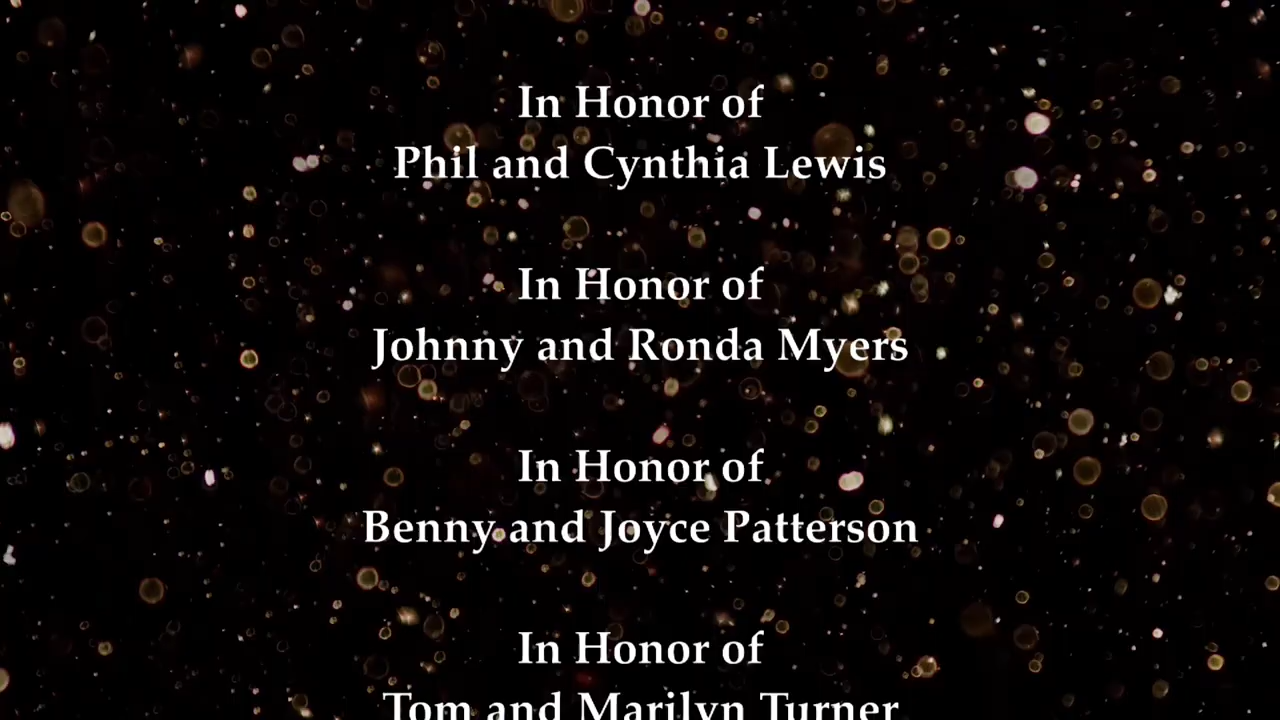 In Honor of
Phil and Cynthia Lewis
In Honor of
Johnny and Ronda Myers
In Honor of
Benny and Joyce Patterson
In Honor of
Tom and Marilyn Turner